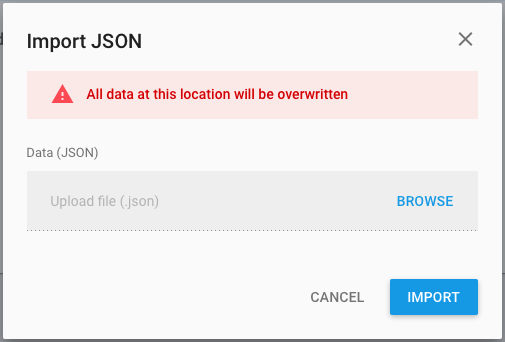 Import JSON
All data at this location will be overwritten
Data (JSON)
Upload file (.json)
BROWSE
CANCEL
IMPORT